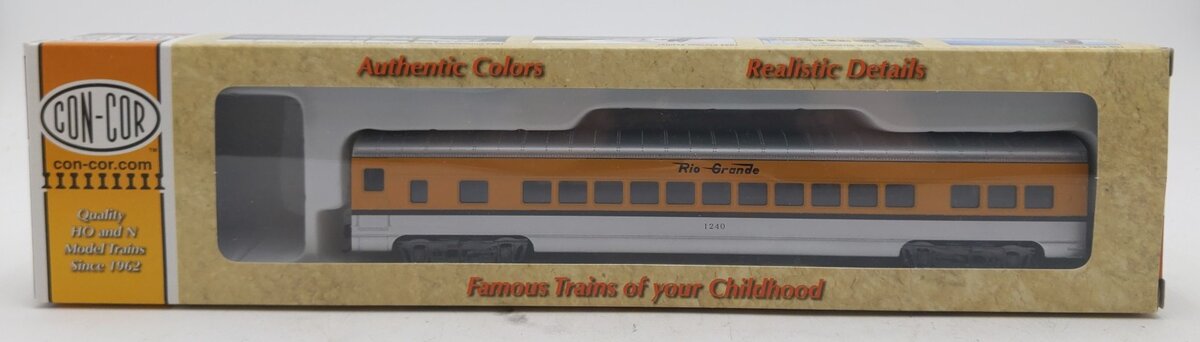 Authentic Colors
Realistic Details
CON-COR
™
con-cor.com
Quality
HO and N
Model Trains
Since 1962
Rio Grande
1240
Famous Trains of your Childhood